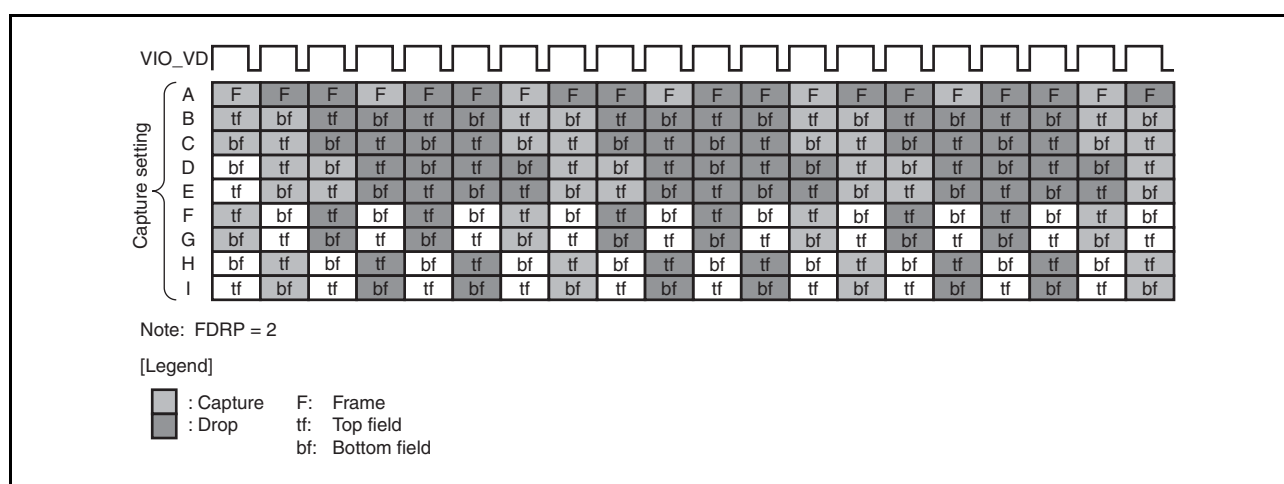 VIO_VD
Capture setting
A F F F F F F F F F F F F F F F F F F F F
B tf bf tf bf tf bf tf bf tf bf tf bf tf bf tf bf tf bf tf bf
C bf tf bf tf bf tf bf tf bf tf bf tf bf tf bf tf bf tf bf tf
D bf tf bf tf bf tf bf tf bf tf bf tf bf tf bf tf bf tf bf tf
E tf bf tf bf tf bf tf bf tf bf tf bf tf bf tf bf tf bf tf bf
F tf bf tf bf tf bf tf bf tf bf tf bf tf bf tf bf tf bf tf bf
G bf tf bf tf bf tf bf tf bf tf bf tf bf tf bf tf bf tf bf tf
H bf tf bf tf bf tf bf tf bf tf bf tf bf tf bf tf bf tf bf tf
I tf bf tf bf tf bf tf bf tf bf tf bf tf bf tf bf tf bf tf bf
Note: FDRP = 2
[Legend]
: Capture F: Frame
: Drop tf: Top field
bf: Bottom field